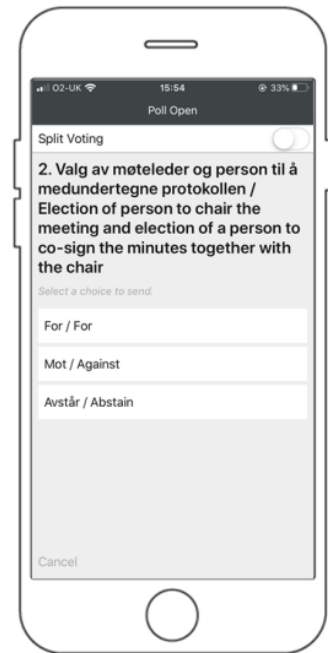 O2-UK 15:54 33%
Poll Open
Split Voting
2. Valg av møteleder og person til å
medundertegne protokollen /
Election of person to chair the
meeting and election of a person to
co-sign the minutes together with
the chair
Select a choice to send.
For / For
Mot / Against
Avstår / Abstain
Cancel